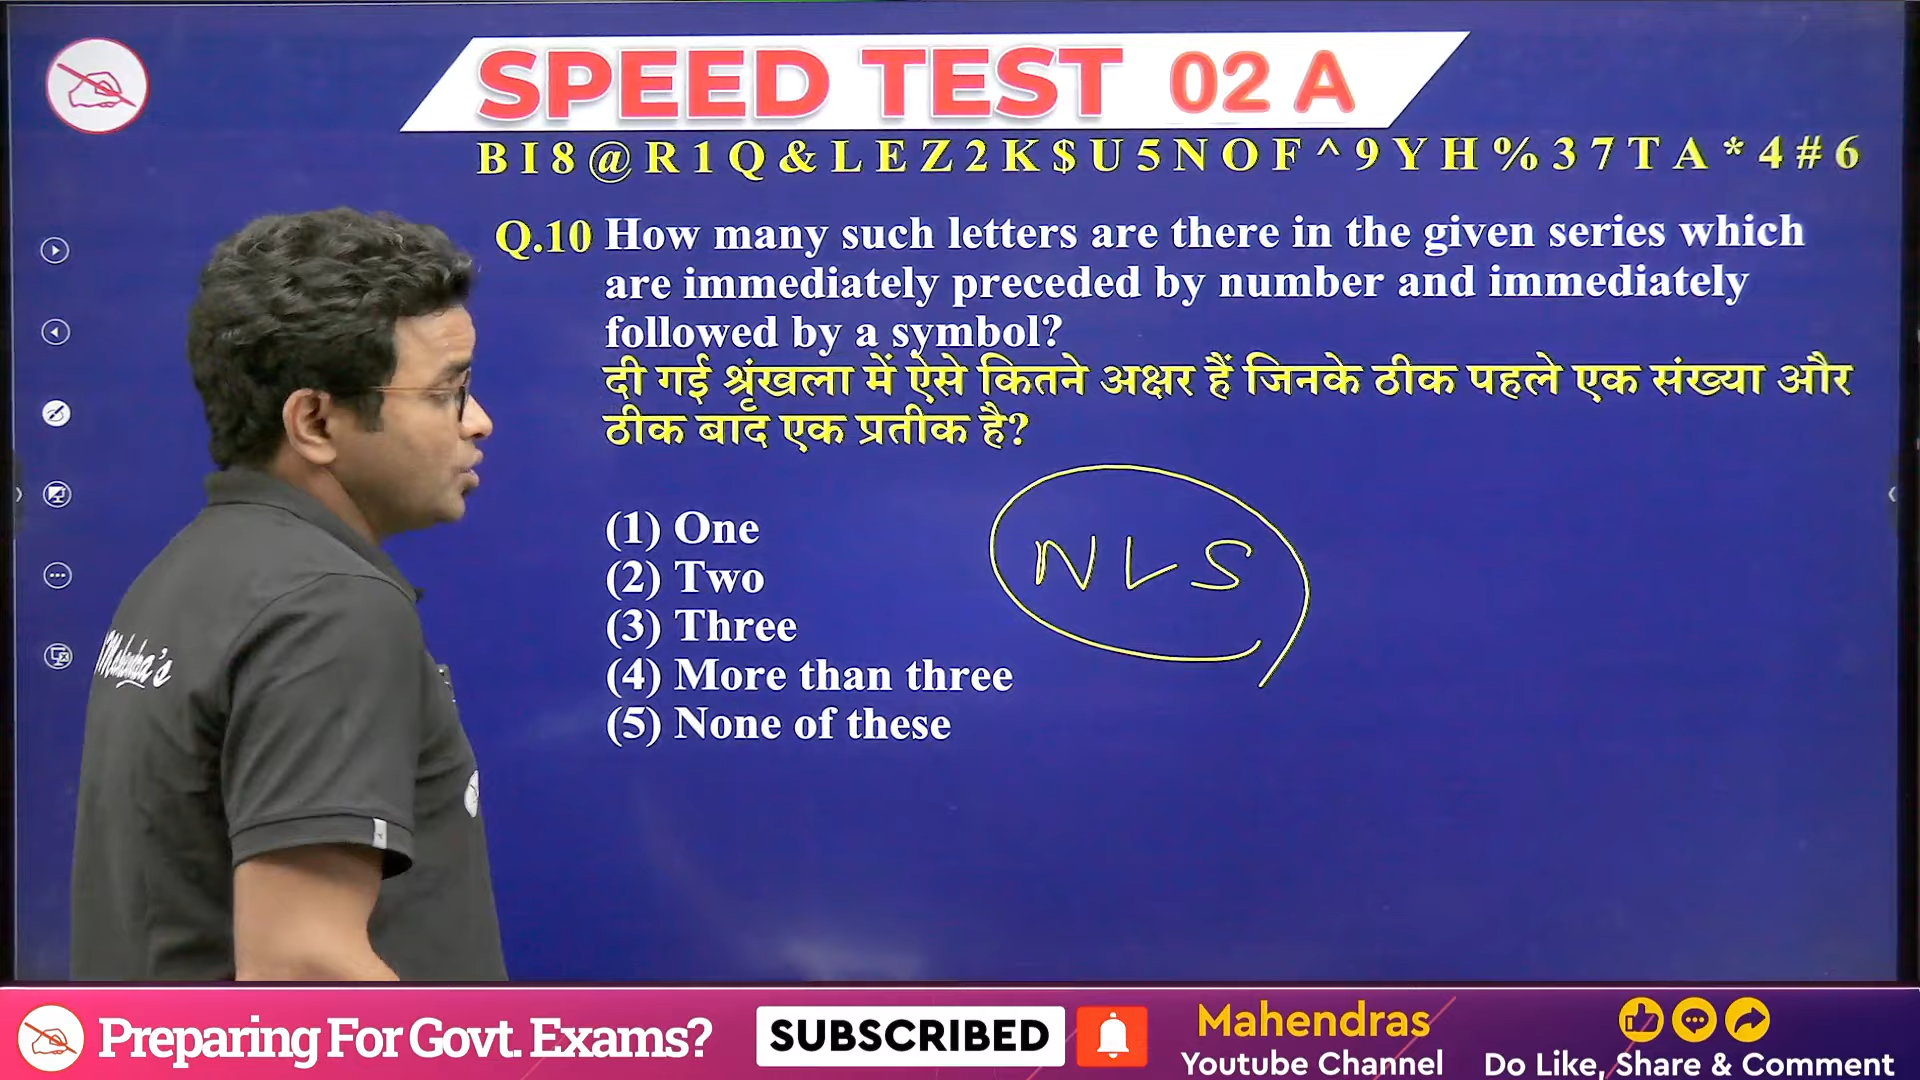 SPEED TEST 02 A
B I 8 @ R 1 Q & L E Z 2 K $ U 5 N O F ^ 9 Y H % 3 7 T A * 4 # 6
Q.10 How many such letters are there in the given series which
are immediately preceded by number and immediately
followed by a symbol?
दी गई श्रृंखला में ऐसे कितने अक्षर हैं जिनके ठीक पहले एक संख्या और
ठीक बाद एक प्रतीक है?
(1) One
(2) Two
(3) Three
(4) More than three
(5) None of these
N L S
Mahendra's
Preparing For Govt. Exams?
SUBSCRIBED
Mahendras
Youtube Channel
Do Like, Share & Comment